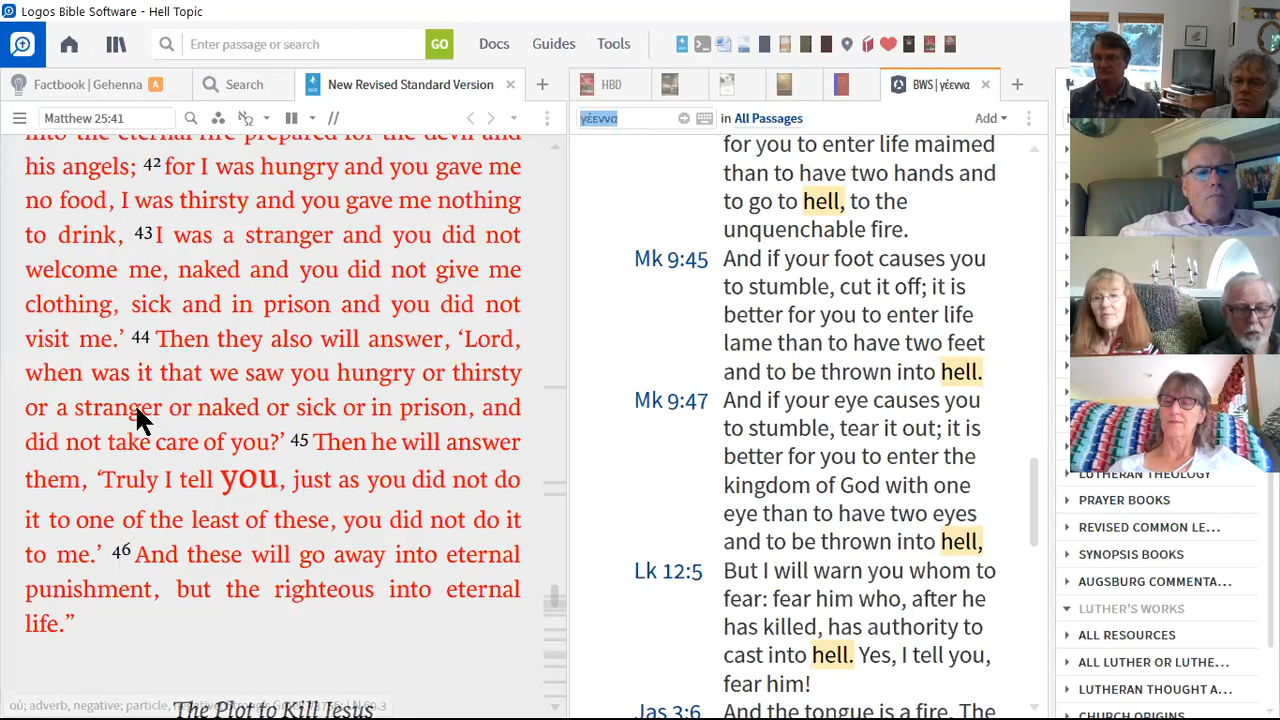 Logos Bible Software - Hell Topic
Enter passage or search
GO
Docs
Guides
Tools
Factbook | Gehenna A
Search
New Revised Standard Version
HBD
BWS | γέεννα
Matthew 25:41
γέεννα
in All Passages
Add
into the eternal fire prepared for the devil and
his angels; 42 for I was hungry and you gave me
no food, I was thirsty and you gave me nothing
to drink, 43 I was a stranger and you did not
welcome me, naked and you did not give me
clothing, sick and in prison and you did not
visit me.’ 44 Then they also will answer, ‘Lord,
when was it that we saw you hungry or thirsty
or a stranger or naked or sick or in prison, and
did not take care of you?’ 45 Then he will answer
them, ‘Truly I tell you, just as you did not do
it to one of the least of these, you did not do it
to me.’ 46 And these will go away into eternal
punishment, but the righteous into eternal
life.”
The Plot to Kill Jesus
οὐ; adverb, negative; particle,
for you to enter life maimed
than to have two hands and
to go to hell, to the
unquenchable fire.
Mk 9:45 And if your foot causes you
to stumble, cut it off; it is
better for you to enter life
lame than to have two feet
and to be thrown into hell.
Mk 9:47 And if your eye causes you
to stumble, tear it out; it is
better for you to enter the
kingdom of God with one
eye than to have two eyes
and to be thrown into hell,
Lk 12:5 But I will warn you whom to
fear: fear him who, after he
has killed, has authority to
cast into hell. Yes, I tell you,
fear him!
Jas 3:6 And the tongue is a fire. The
LUTHERAN THEOLOGY
PRAYER BOOKS
REVISED COMMON LE...
SYNOPSIS BOOKS
AUGSBURG COMMENTA...
LUTHER'S WORKS
ALL RESOURCES
ALL LUTHER OR LUTHE...
LUTHERAN THOUGHT A...
CHURCH ORIGINS